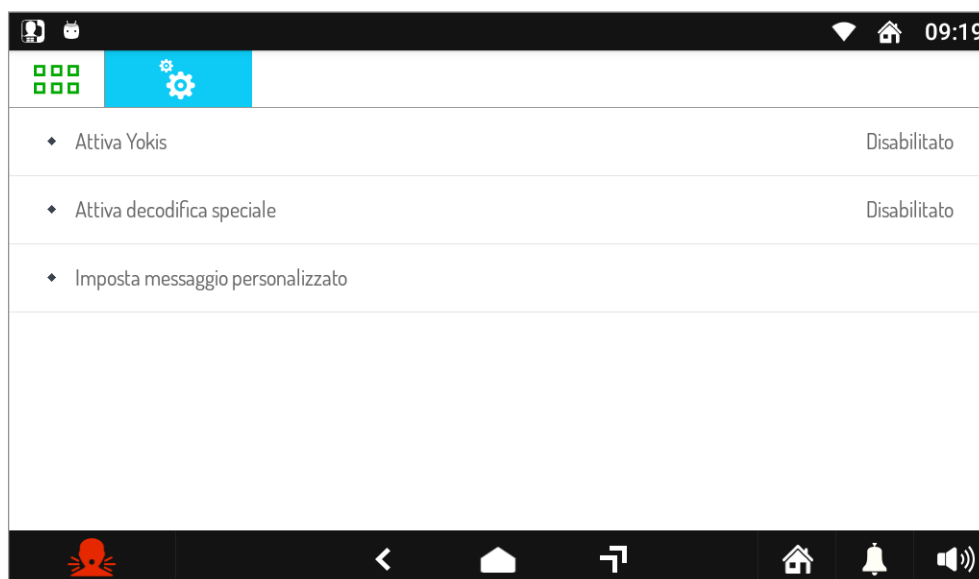 09:19
Attiva Yokis Disabilitato
Attiva decodifica speciale Disabilitato
Imposta messaggio personalizzato